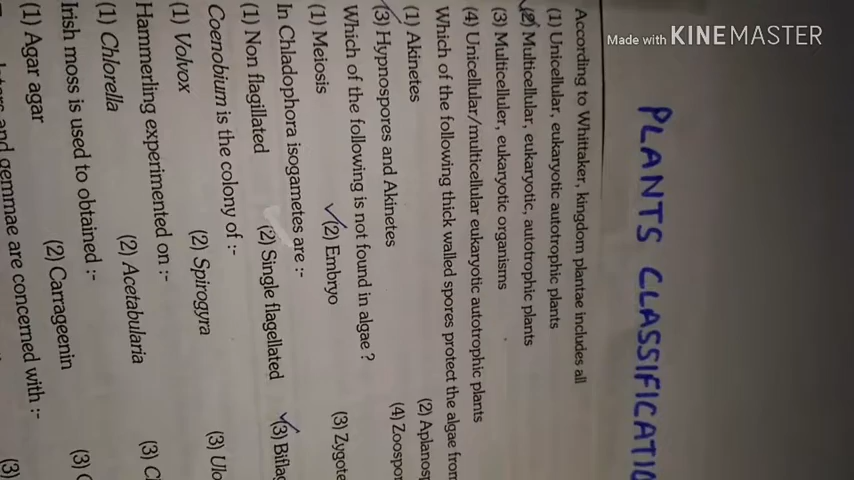 Made with KINEMASTER
PLANTS CLASSIFICATIO
According to Whittaker, kingdom plantae includes all
(1) Unicellular, eukaryotic autotrophic plants
(2) Multicellular, eukaryotic, autotrophic plants
(3) Multicelluler, eukaryotic organisms
(4) Unicellular/multicellular eukaryotic autotrophic plants
Which of the following thick walled spores protect the algae from
(1) Akinetes (2) Aplanosp
(3) Hypnospores and Akinetes (4) Zoospor
Which of the following is not found in algae ?
(1) Meiosis (2) Embryo (3) Zygote
In Chladophora isogametes are :-
(1) Non flagillated (2) Single flagellated (3) Biflag
Coenobium is the colony of :-
(1) Volvox (2) Spirogyra (3) Ulo
Hammerling experimented on :-
(1) Chlorella (2) Acetabularia (3) C
Irish moss is used to obtained :-
(1) Agar agar (2) Carrageenin (3)
and gemmae are concerned with :-
(3)